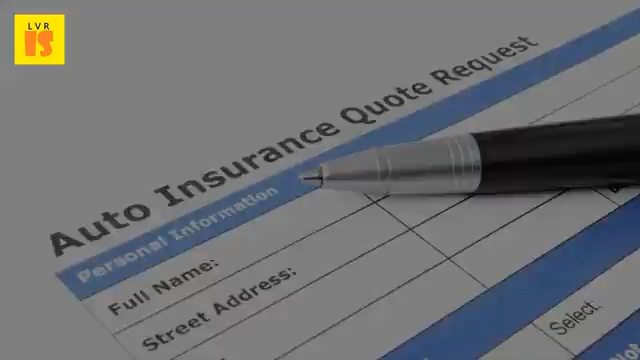 LVR
IS
Auto Insurance Quote Request
Personal Information
Full Name:
Street Address:
Select